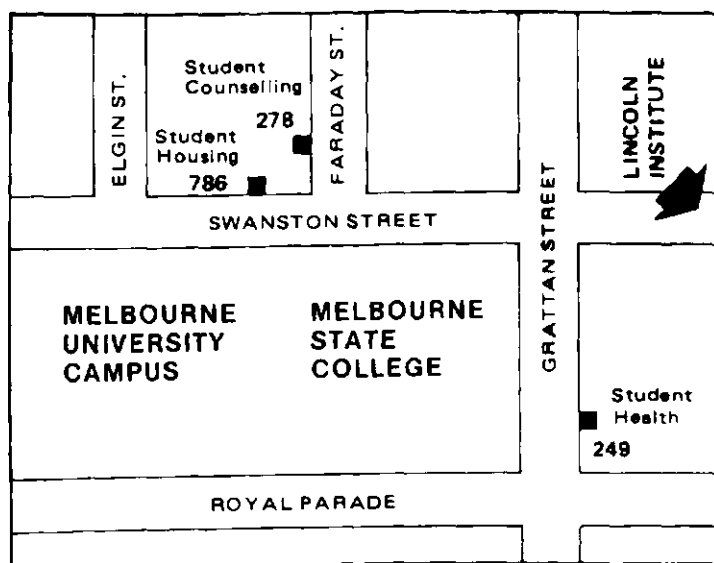 ELGIN ST.
Student
Counselling
278
Student
Housing
786
FARADAY ST.
LINCOLN
INSTITUTE
SWANSTON STREET
GRATTAN STREET
MELBOURNE
UNIVERSITY
CAMPUS
MELBOURNE
STATE
COLLEGE
Student
Health
249
ROYAL PARADE